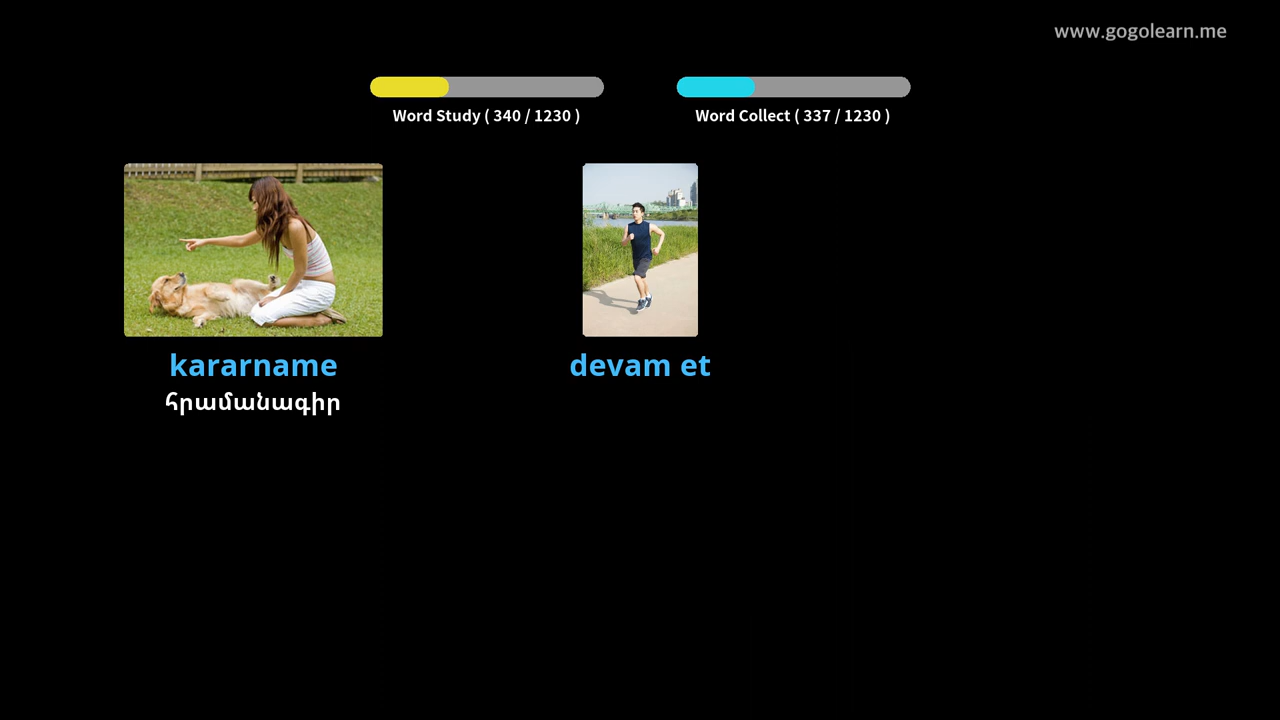 www.gogolearn.me
Word Study ( 340 / 1230 )
Word Collect ( 337 / 1230 )
kararname
հրամանագիր
devam et